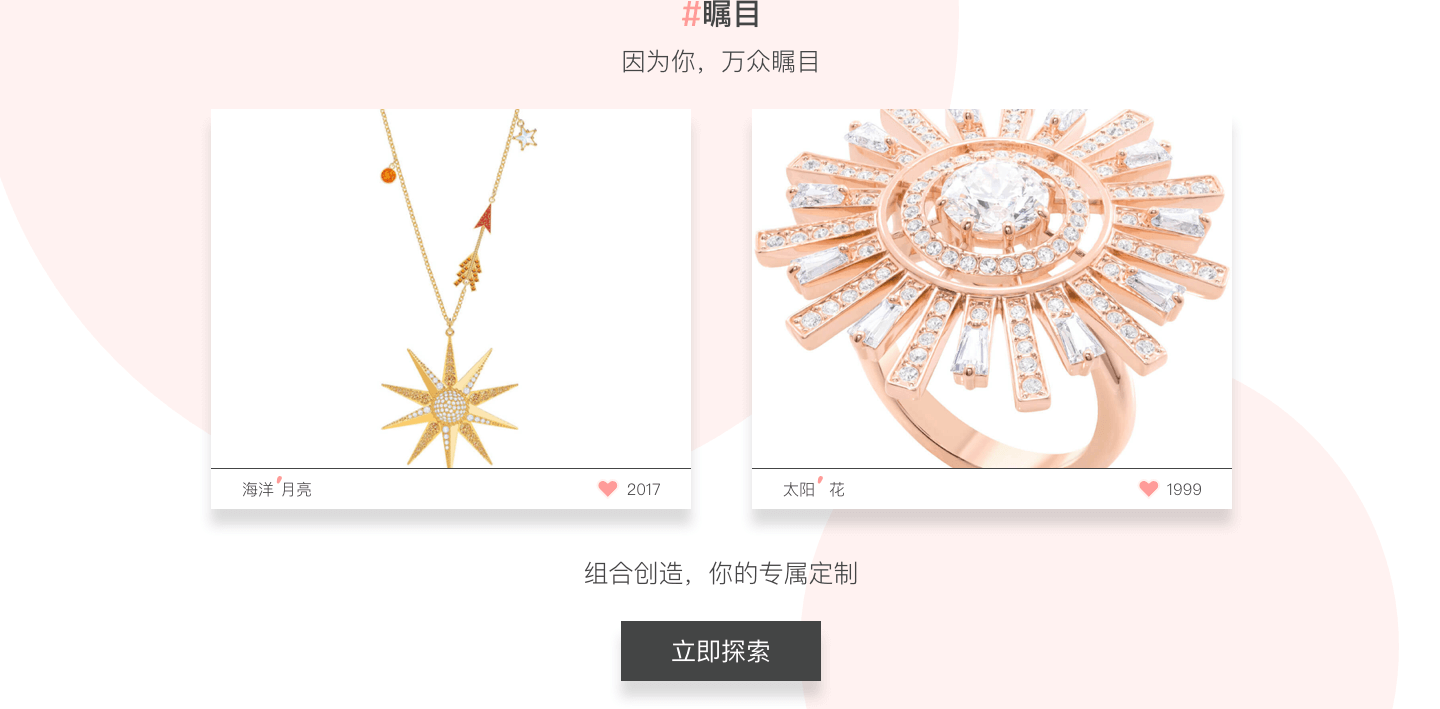 #瞩目
因为你，万众瞩目
海洋′月亮
2017
太阳′花
1999
组合创造，你的专属定制
立即探索